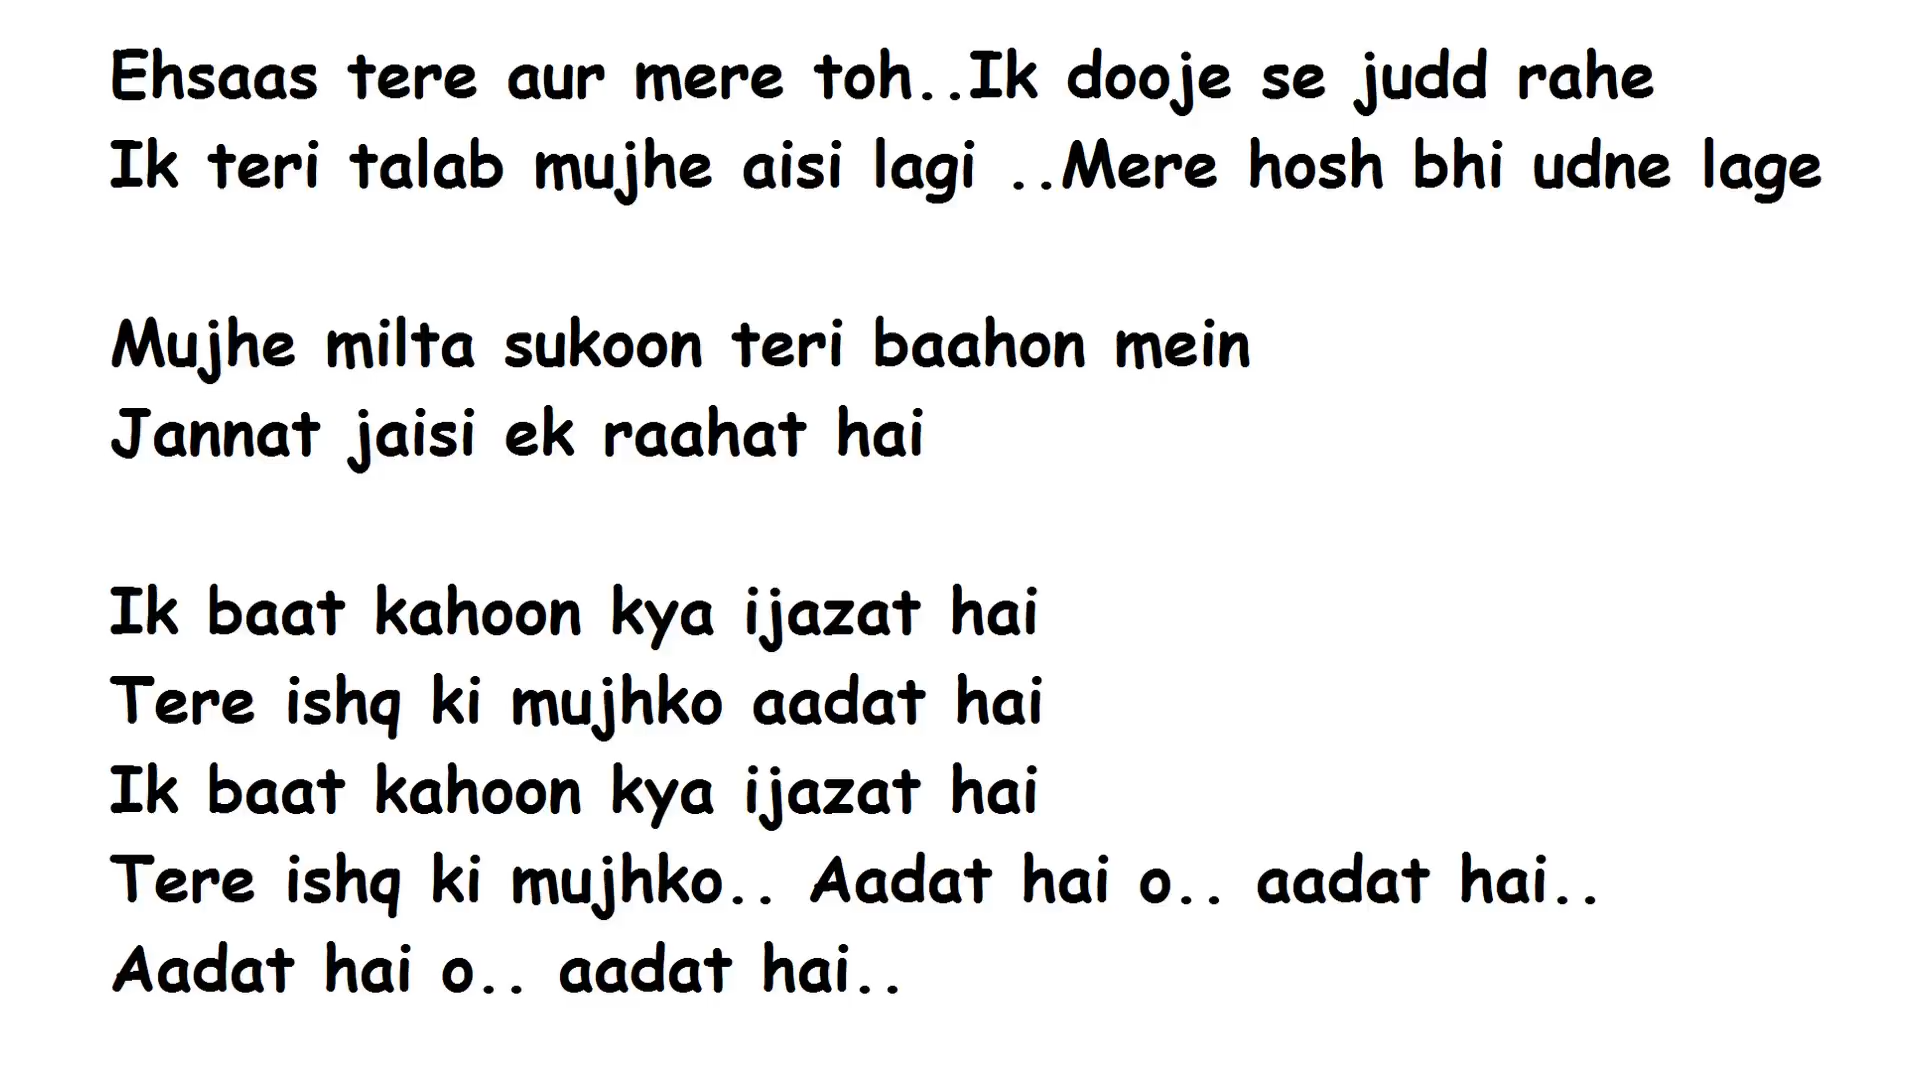 Ehsaas tere aur mere toh..Ik dooje se judd rahe
Ik teri talab mujhe aisi lagi ..Mere hosh bhi udne lage
Mujhe milta sukoon teri baahon mein
Jannat jaisi ek raahat hai
Ik baat kahoon kya ijazat hai
Tere ishq ki mujhko aadat hai
Ik baat kahoon kya ijazat hai
Tere ishq ki mujhko.. Aadat hai o.. aadat hai..
Aadat hai o.. aadat hai..